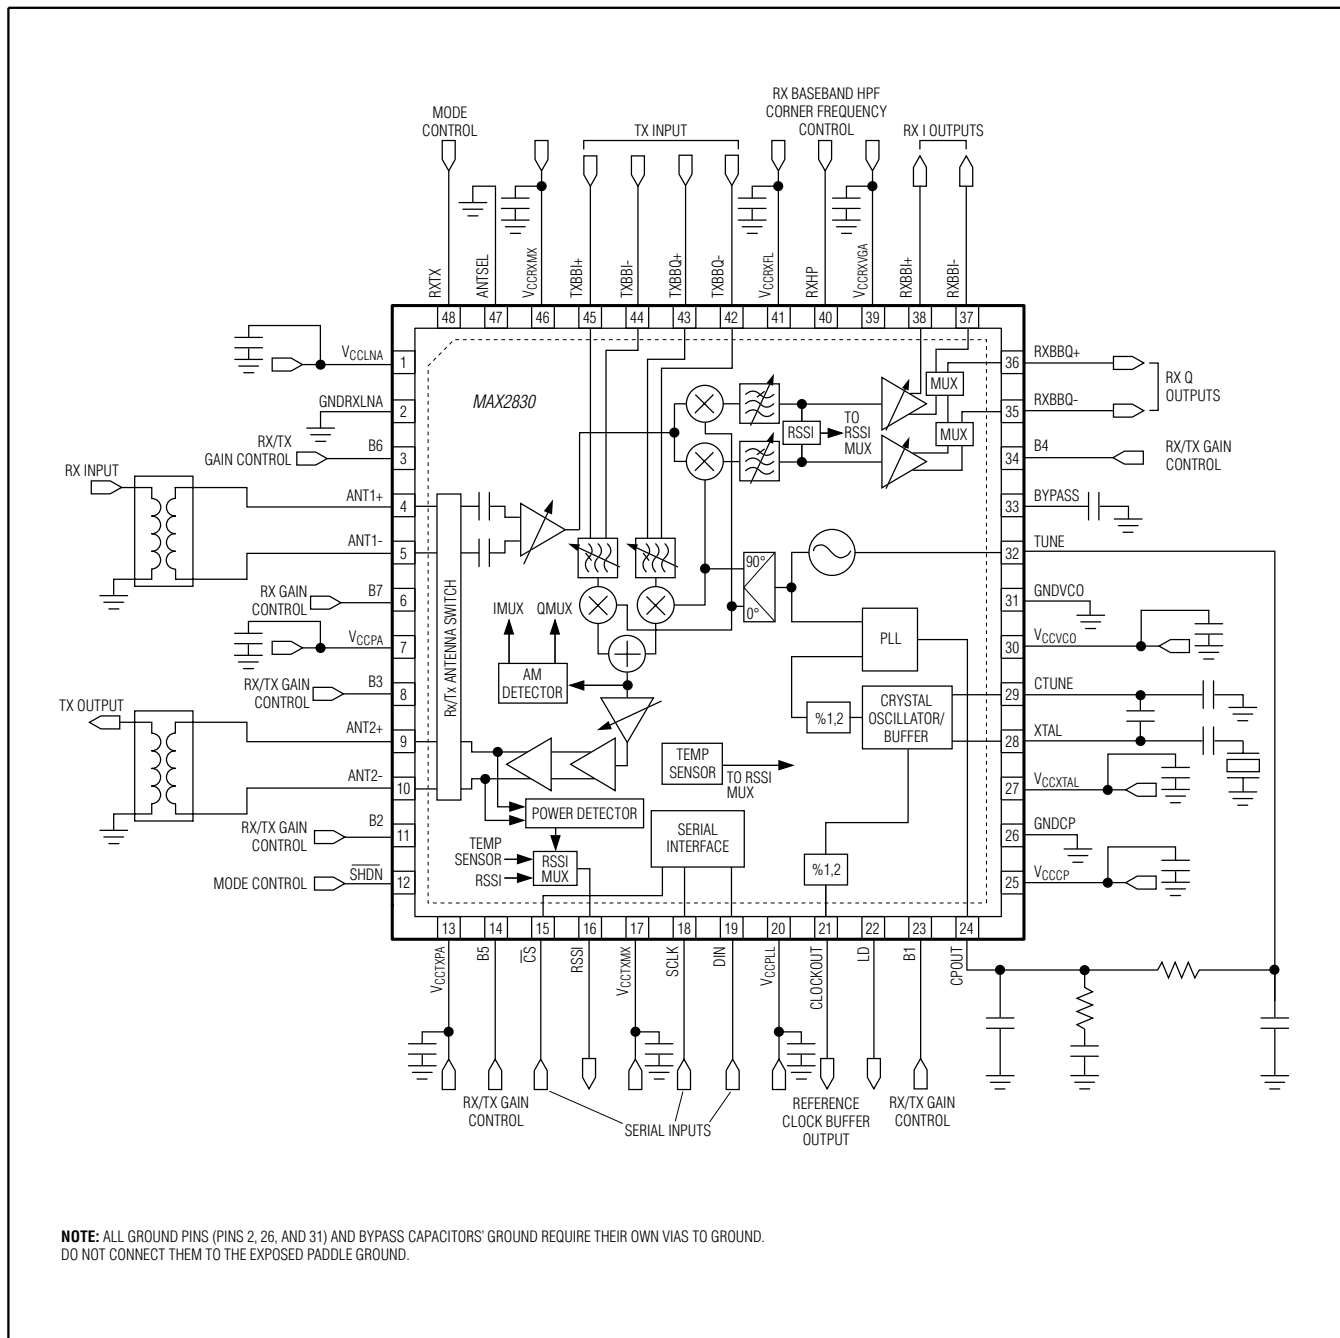 MODE
CONTROL
TX INPUT
RX BASEBAND HPF
CORNER FREQUENCY
CONTROL
RX I OUTPUTS
RXTX
ANTSEL
VCCRXMX
TXBBI+
TXBBI-
TXBBQ+
TXBBQ-
VCCRXFL
RXHP
VCCRXVGA
RXBBI+
RXBBI-
48
47
46
45
44
43
42
41
40
39
38
37
VCCLNA
1
GNDRXLNA
2
RX/TX
GAIN CONTROL
B6
3
RX INPUT
ANT1+
4
ANT1-
5
RX GAIN
CONTROL
B7
6
VCCPA
7
RX/TX GAIN
CONTROL
B3
8
TX OUTPUT
ANT2+
9
ANT2-
10
RX/TX GAIN
CONTROL
B2
11
MODE CONTROL
SHDN
12
MAX2830
Rx/Tx ANTENNA SWITCH
MUX
MUX
RSSI
TO
RSSI
MUX
90°
0°
IMUX
QMUX
AM
DETECTOR
PLL
%1,2
CRYSTAL
OSCILLATOR/
BUFFER
TEMP
SENSOR
TO RSSI
MUX
POWER DETECTOR
TEMP
SENSOR
RSSI
RSSI
MUX
SERIAL
INTERFACE
%1,2
36
RXBBQ+
35
RXBBQ-
RX Q
OUTPUTS
34
B4
RX/TX GAIN
CONTROL
33
BYPASS
32
TUNE
31
GNDVCO
30
VCCVCO
29
CTUNE
28
XTAL
27
VCCXTAL
26
GNDCP
25
VCCCP
13
14
15
16
17
18
19
20
21
22
23
24
VCCTXPA
B5
CS
RSSI
VCCTXMX
SCLK
DIN
VCCPLL
CLOCKOUT
LD
B1
CPOUT
RX/TX GAIN
CONTROL
SERIAL INPUTS
REFERENCE
CLOCK BUFFER
OUTPUT
RX/TX GAIN
CONTROL
NOTE: ALL GROUND PINS (PINS 2, 26, AND 31) AND BYPASS CAPACITORS' GROUND REQUIRE THEIR OWN VIAS TO GROUND.
DO NOT CONNECT THEM TO THE EXPOSED PADDLE GROUND.